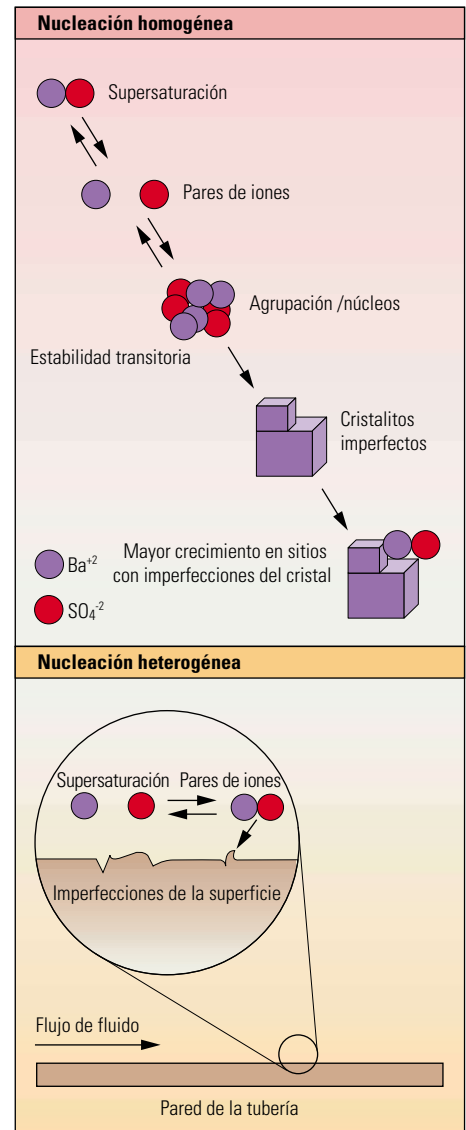 Nucleación homogénea
Supersaturación
Pares de iones
Agrupación /núcleos
Estabilidad transitoria
Cristalitos
imperfectos
Mayor crecimiento en sitios
con imperfecciones del cristal
Ba⁺²
SO₄⁻²
Nucleación heterogénea
Supersaturación Pares de iones
Imperfecciones de la superficie
Flujo de fluido
Pared de la tubería